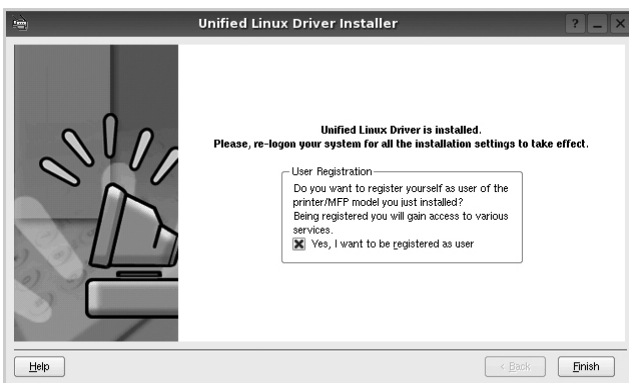 Unified Linux Driver Installer
Unified Linux Driver is installed.
Please, re-logon your system for all the installation settings to take effect.
User Registration
Do you want to register yourself as user of the
printer/MFP model you just installed?
Being registered you will gain access to various
services.
Yes, I want to be registered as user
Help
< Back
Finish